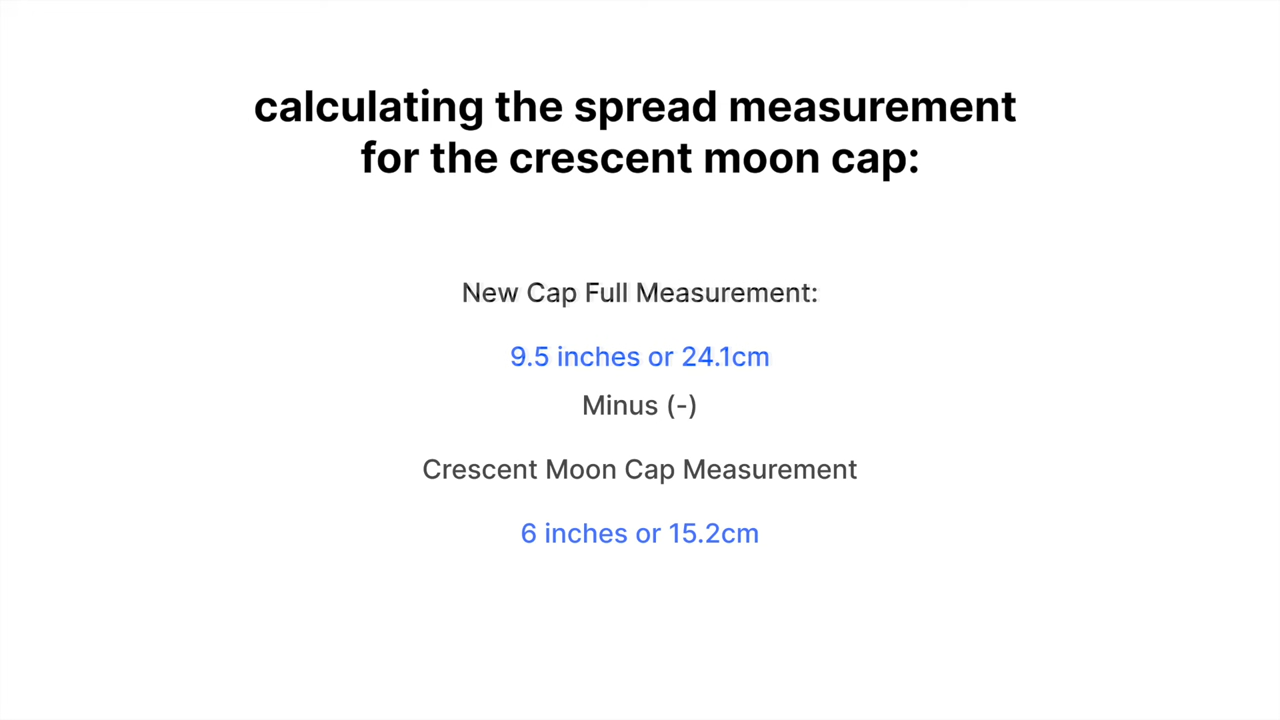 calculating the spread measurement
for the crescent moon cap:
New Cap Full Measurement:
9.5 inches or 24.1cm
Minus (-)
Crescent Moon Cap Measurement
6 inches or 15.2cm